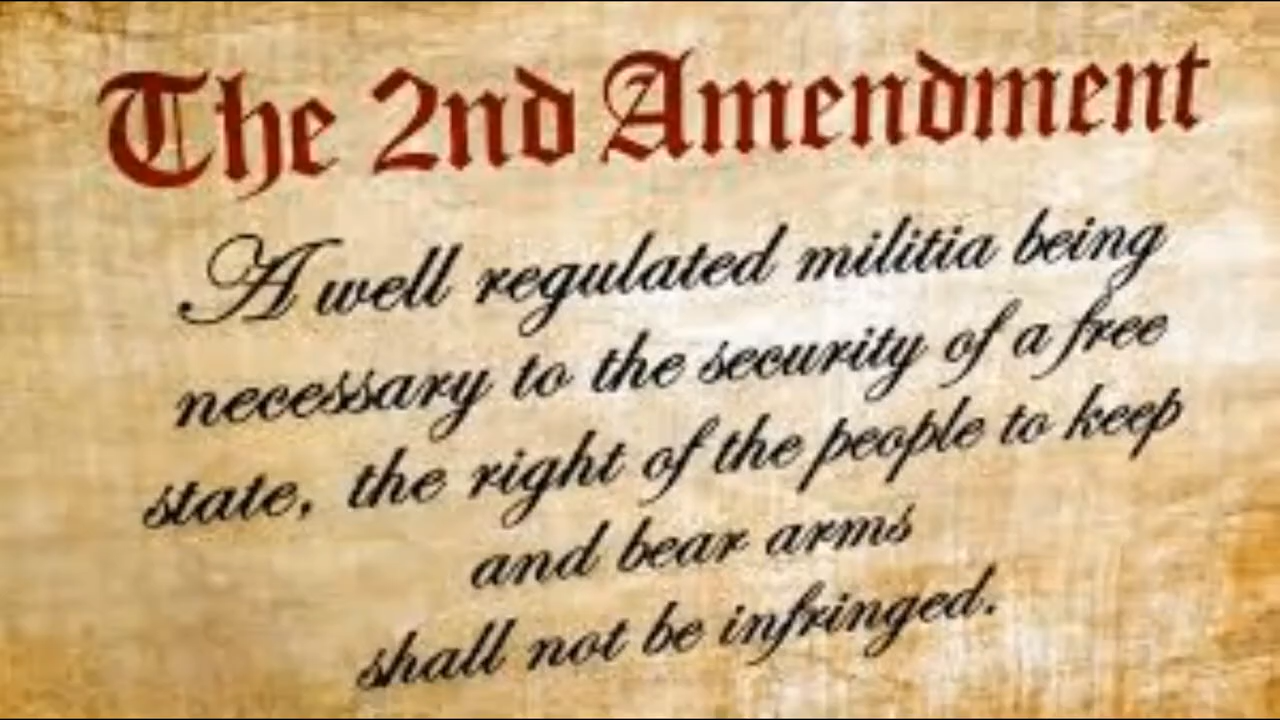 The 2nd Amendment
A well regulated militia being
necessary to the security of a free
state, the right of the people to keep
and bear arms
shall not be infringed.